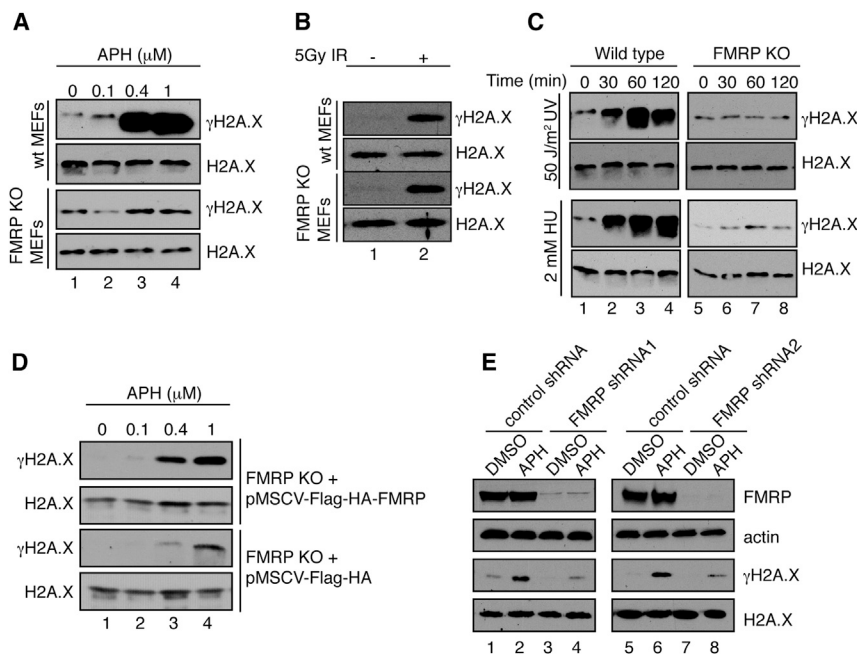 A
APH (μM)
0 0.1 0.4 1
wt MEFs
γH2A.X
H2A.X
FMRP KO
MEFs
γH2A.X
H2A.X
1 2 3 4
B
5Gy IR - +
wt MEFs
γH2A.X
H2A.X
FMRP KO
MEFs
γH2A.X
H2A.X
1 2
C
Wild type FMRP KO
Time (min) 0 30 60 120 0 30 60 120
50 J/m² UV
γH2A.X
H2A.X
2 mM HU
γH2A.X
H2A.X
1 2 3 4 5 6 7 8
D
APH (μM)
0 0.1 0.4 1
γH2A.X
H2A.X
FMRP KO +
pMSCV-Flag-HA-FMRP
γH2A.X
H2A.X
FMRP KO +
pMSCV-Flag-HA
1 2 3 4
E
control shRNA FMRP shRNA1 control shRNA FMRP shRNA2
DMSO APH DMSO APH DMSO APH DMSO APH
FMRP
actin
γH2A.X
H2A.X
1 2 3 4 5 6 7 8